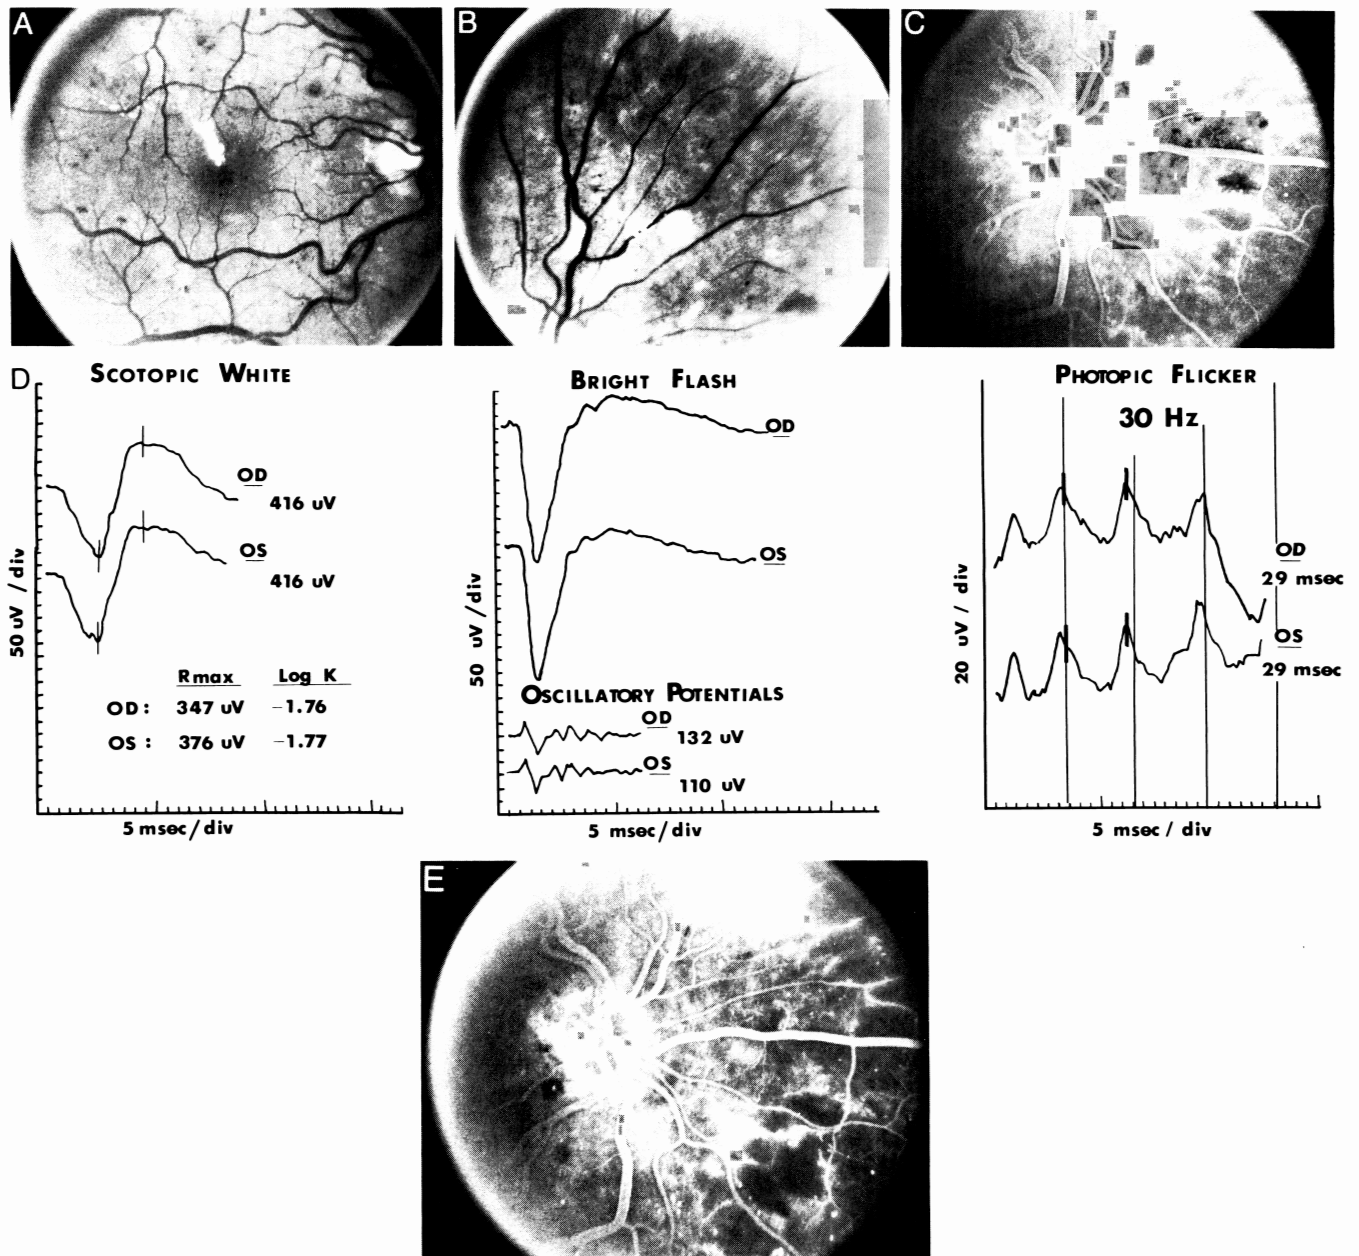 A
B
C
D
SCOTOPIC WHITE
50 uV / div
OD
416 uV
OS
416 uV
Rmax Log K
OD: 347 uV -1.76
OS: 376 uV -1.77
5 msec/div
BRIGHT FLASH
50 uV/div
OD
OS
OSCILLATORY POTENTIALS
OD
132 uV
OS
110 uV
5 msec/div
PHOTOPIC FLICKER
30 Hz
20 uV / div
OD
29 msec
OS
29 msec
5 msec / div
E